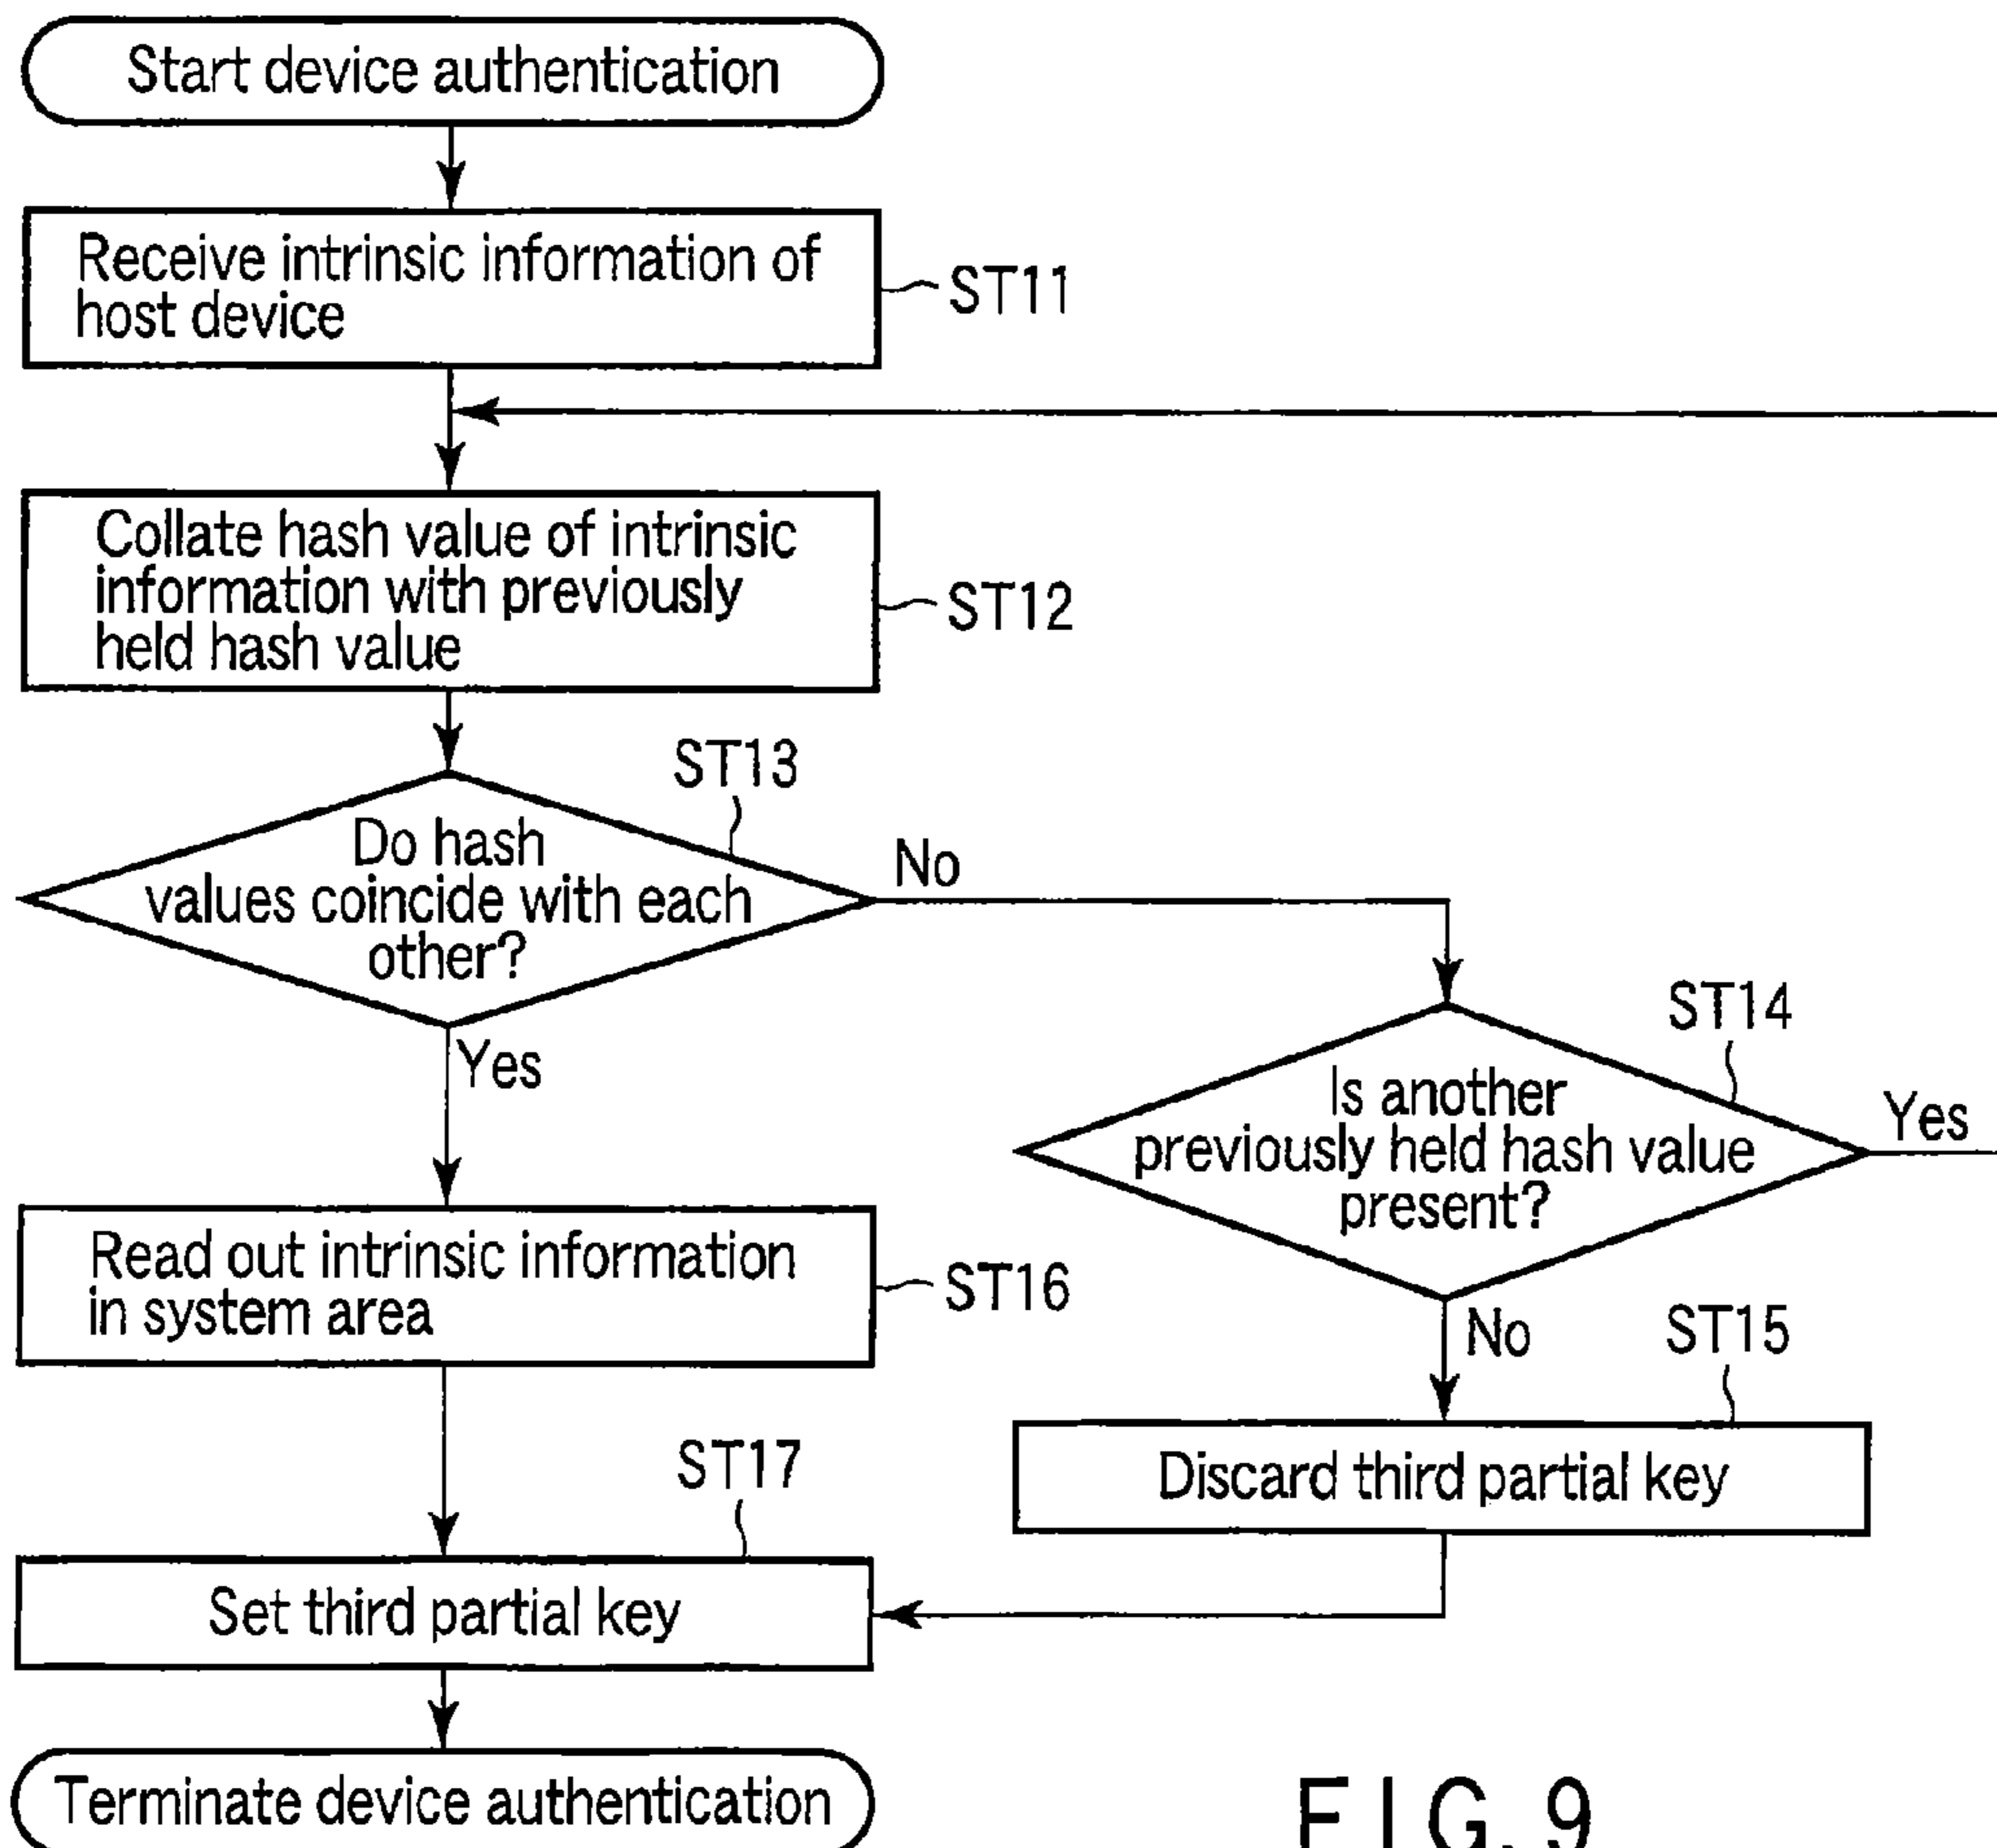 Start device authentication
Receive intrinsic information of
host device
ST11
Collate hash value of intrinsic
information with previously
held hash value
ST12
ST13
Do hash
values coincide with each
other?
No
Yes
ST14
Is another
previously held hash value
present?
Yes
No
Read out intrinsic information
in system area
ST16
ST15
Discard third partial key
ST17
Set third partial key
Terminate device authentication
FIG. 9